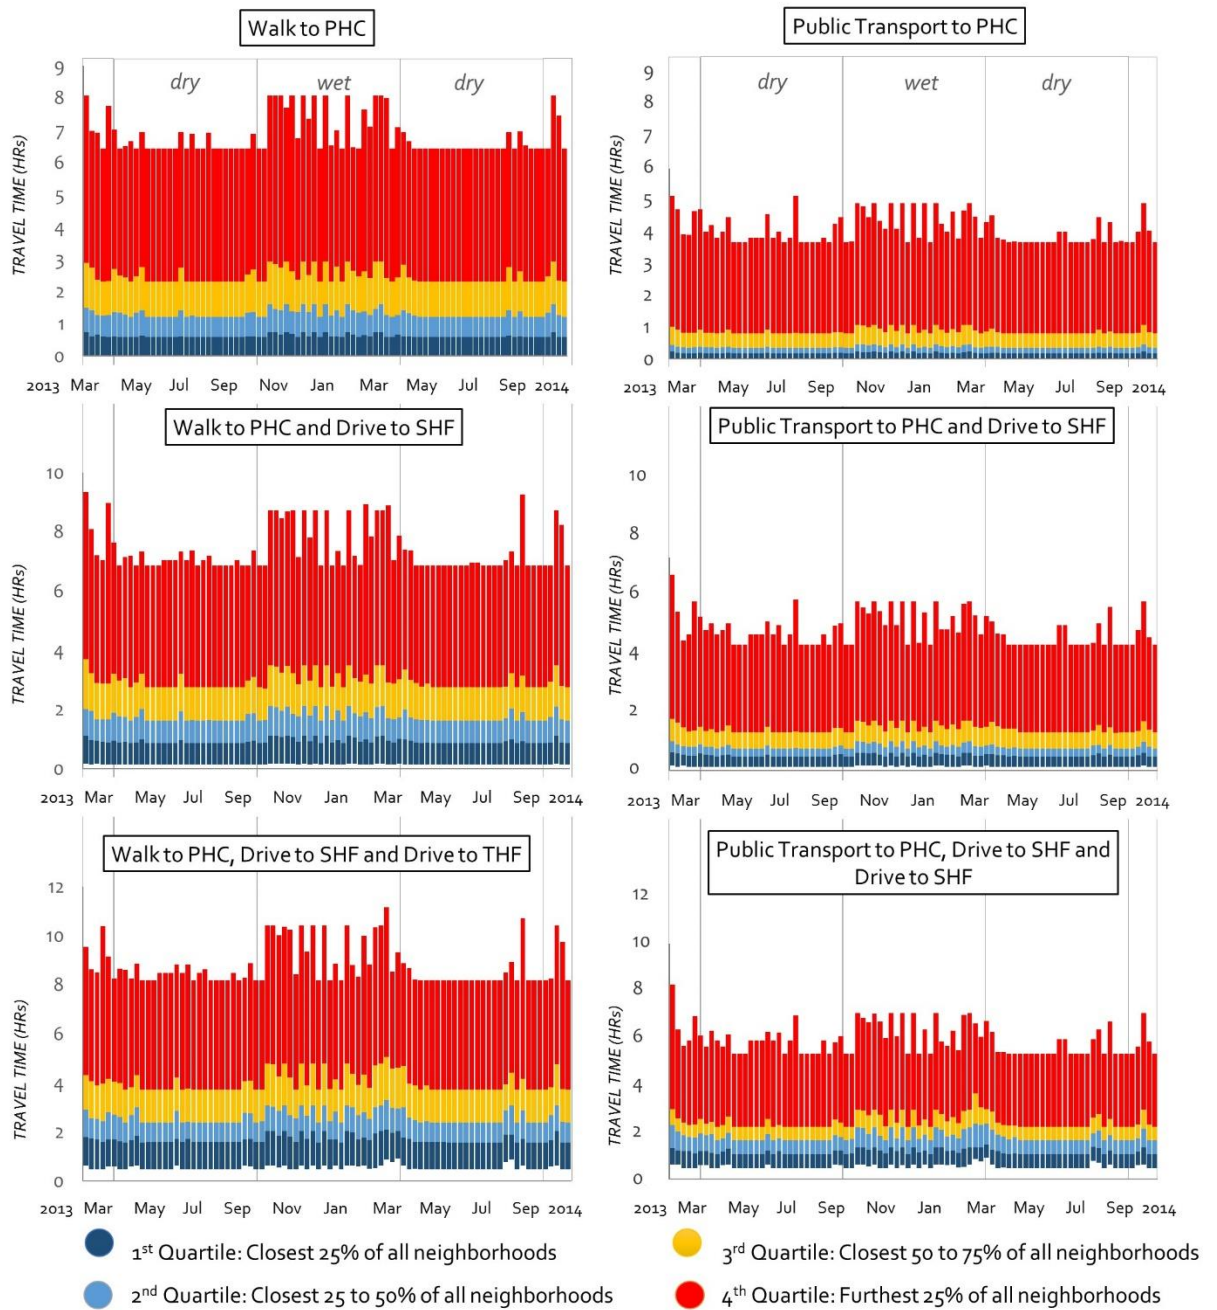 Walk to PHC
Public Transport to PHC
TRAVEL TIME (HRs)
9
8
7
6
5
4
3
2
1
0
dry
wet
dry
2013 Mar May Jul Sep Nov Jan Mar May Jul Sep 2014
TRAVEL TIME (HRs)
9
8
7
6
5
4
3
2
1
0
dry
wet
dry
2013 Mar May Jul Sep Nov Jan Mar May Jul Sep 2014
Walk to PHC and Drive to SHF
Public Transport to PHC and Drive to SHF
TRAVEL TIME (HRs)
10
8
6
4
2
0
2013 Mar May Jul Sep Nov Jan Mar May Jul Sep 2014
TRAVEL TIME (HRs)
10
8
6
4
2
0
2013 Mar May Jul Sep Nov Jan Mar May Jul Sep 2014
Walk to PHC, Drive to SHF and Drive to THF
Public Transport to PHC, Drive to SHF and
Drive to SHF
TRAVEL TIME (HRs)
12
10
8
6
4
2
0
2013 Mar May Jul Sep Nov Jan Mar May Jul Sep 2014
TRAVEL TIME (HRs)
12
10
8
6
4
2
0
2013 Mar May Jul Sep Nov Jan Mar May Jul Sep 2014
1st Quartile: Closest 25% of all neighborhoods
3rd Quartile: Closest 50 to 75% of all neighborhoods
2nd Quartile: Closest 25 to 50% of all neighborhoods
4th Quartile: Furthest 25% of all neighborhoods